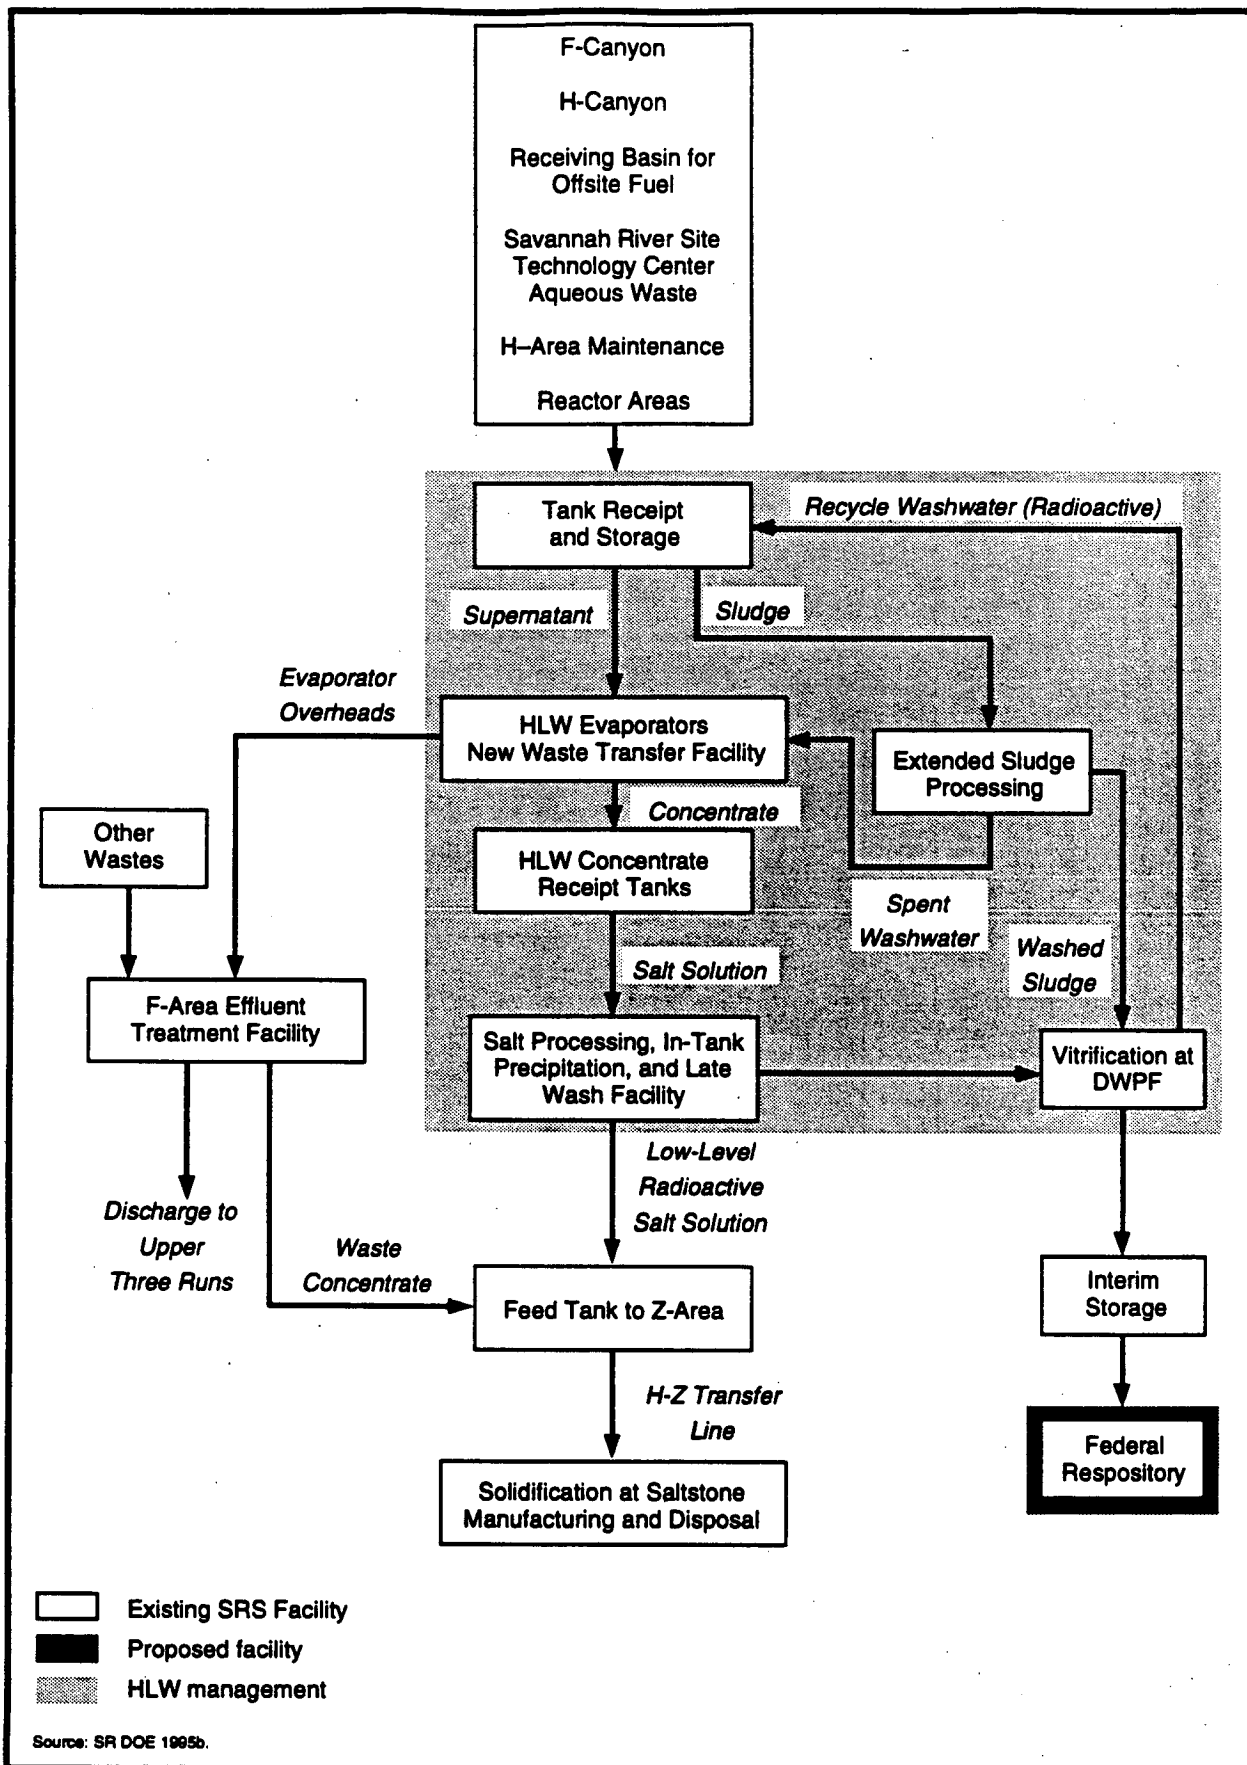 F-Canyon
H-Canyon
Receiving Basin for
Offsite Fuel
Savannah River Site
Technology Center
Aqueous Waste
H–Area Maintenance
Reactor Areas
Tank Receipt
and Storage
Recycle Washwater (Radioactive)
Supernatant
Sludge
Evaporator
Overheads
HLW Evaporators
New Waste Transfer Facility
Extended Sludge
Processing
Concentrate
Other
Wastes
HLW Concentrate
Receipt Tanks
Spent
Washwater
Washed
Sludge
Salt Solution
F-Area Effluent
Treatment Facility
Salt Processing, In-Tank
Precipitation, and Late
Wash Facility
Vitrification at
DWPF
Low-Level
Radioactive
Salt Solution
Discharge to
Upper
Three Runs
Waste
Concentrate
Feed Tank to Z-Area
Interim
Storage
H-Z Transfer
Line
Federal
Respository
Solidification at Saltstone
Manufacturing and Disposal
Existing SRS Facility
Proposed facility
HLW management
Source: SR DOE 1995b.